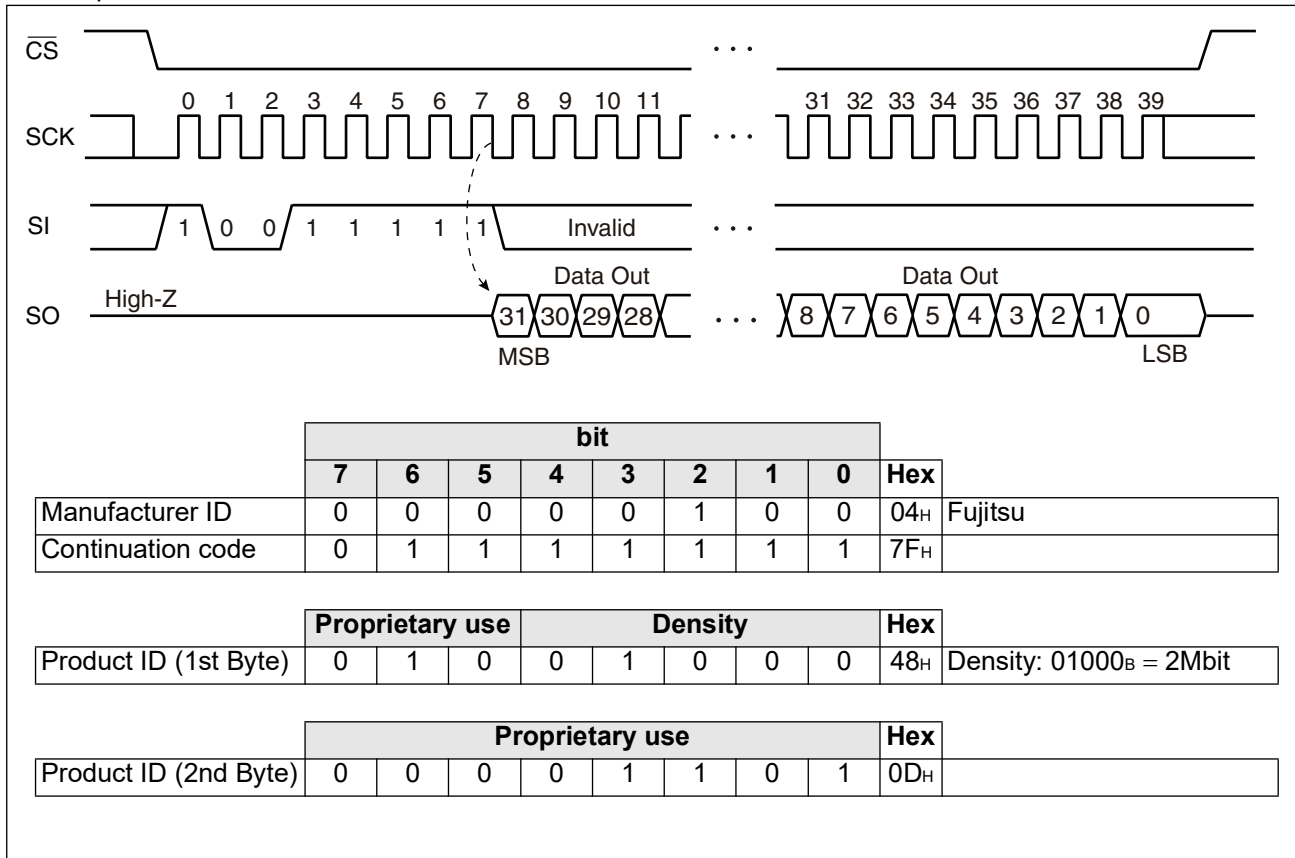 CS
0 1 2 3 4 5 6 7 8 9 10 11 31 32 33 34 35 36 37 38 39
SCK
SI 1 0 0 1 1 1 1 1 Invalid
Data Out Data Out
High-Z
SO 31 30 29 28 8 7 6 5 4 3 2 1 0
MSB LSB
bit
7 6 5 4 3 2 1 0 Hex
Manufacturer ID 0 0 0 0 0 1 0 0 04H Fujitsu
Continuation code 0 1 1 1 1 1 1 1 7FH
Proprietary use Density Hex
Product ID (1st Byte) 0 1 0 0 1 0 0 0 48H Density: 01000B = 2Mbit
Proprietary use Hex
Product ID (2nd Byte) 0 0 0 0 1 1 0 1 0DH